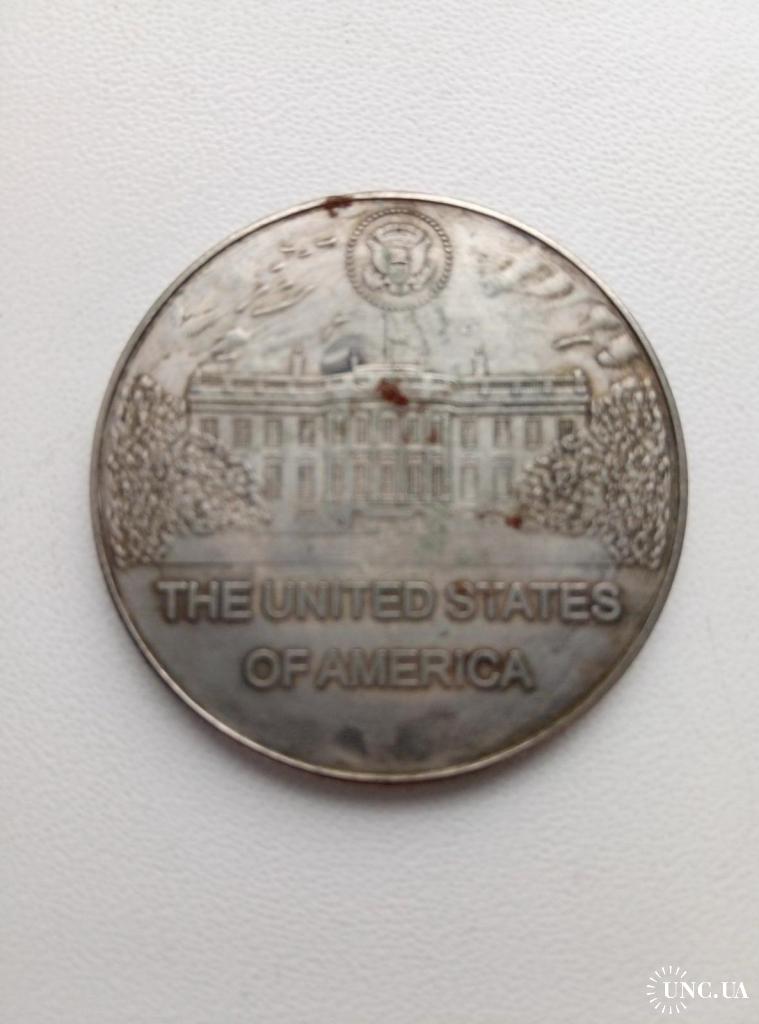 THE UNITED STATES
OF AMERICA
UNC.UA